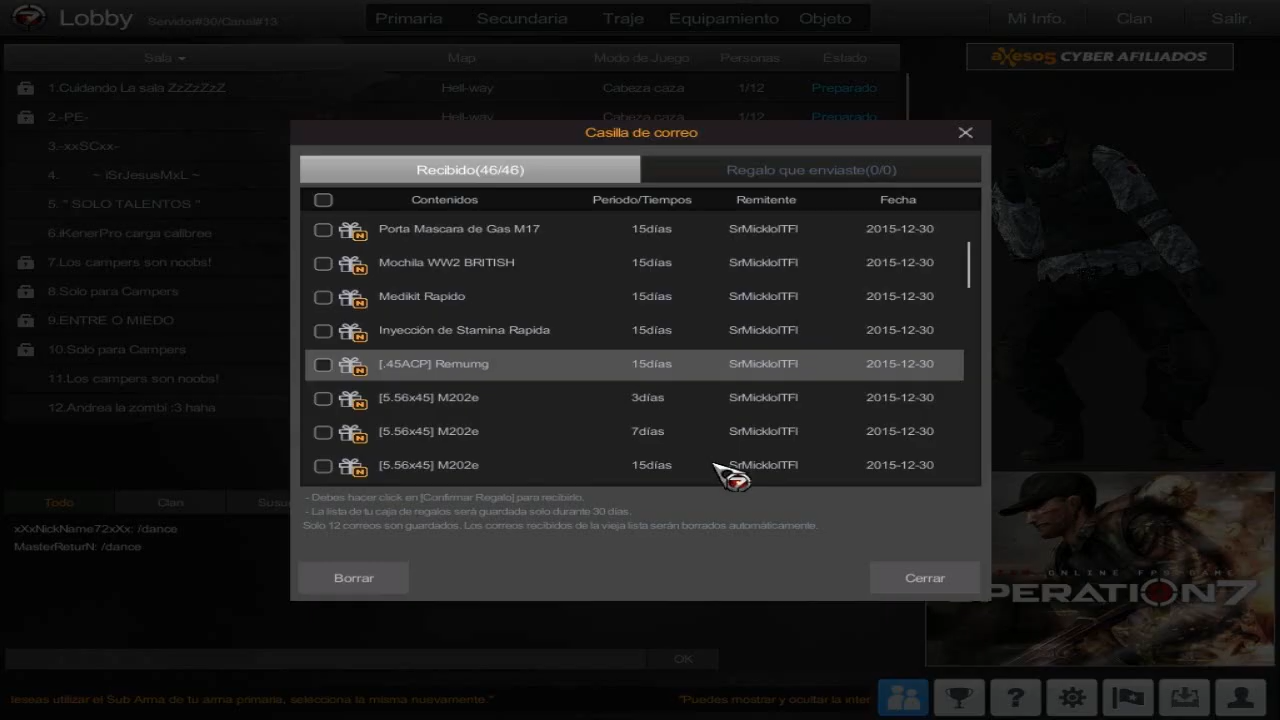 Lobby Servidor#30/Canal#13 Primaria Secundaria Traje Equipamiento Objeto Mi Info. Clan Salir.
Sala Map Modo de Juego Personas Estado
axeso5 CYBER AFILIADOS
1.Cuidando La sala ZzZzZzZ Hell-way Cabeza caza 1/12 Preparado
2.-PE- Hell-way Cabeza caza 1/12 Preparado
3.-xxSCxx-
4. ~ iSrJesusMxL ~
5. " SOLO TALENTOS "
6.iKenerPro carga calibree
7.Los campers son noobs!
8.Solo para Campers
9.ENTRE O MIEDO
10.Solo para Campers
11.Los campers son noobs!
12.Andrea la zombi :3 haha
Casilla de correo
Recibido(46/46) Regalo que enviaste(0/0)
Contenidos Periodo/Tiempos Remitente Fecha
Porta Mascara de Gas M17 15días SrMickloITFI 2015-12-30
Mochila WW2 BRITISH 15días SrMickloITFI 2015-12-30
Medikit Rapido 15días SrMickloITFI 2015-12-30
Inyección de Stamina Rapida 15días SrMickloITFI 2015-12-30
[.45ACP] Remumg 15días SrMickloITFI 2015-12-30
[5.56x45] M202e 3días SrMickloITFI 2015-12-30
[5.56x45] M202e 7días SrMickloITFI 2015-12-30
[5.56x45] M202e 15días SrMickloITFI 2015-12-30
- Debes hacer click en [Confirmar Regalo] para recibirlo.
- La lista de tu caja de regalos será guardada solo durante 30 días.
Solo 12 correos son guardados. Los correos recibidos de la vieja lista serán borrados automáticamente.
Borrar Cerrar
Todo Clan Susu
xXxNickName72xXx: /dance
MasterReturN: /dance
ONLINE FPS GAME
PERATION7
OK
leseas utilizar el Sub Arma de tu arma primaria, selecciona la misma nuevamente." "Puedes mostrar y ocultar la inter